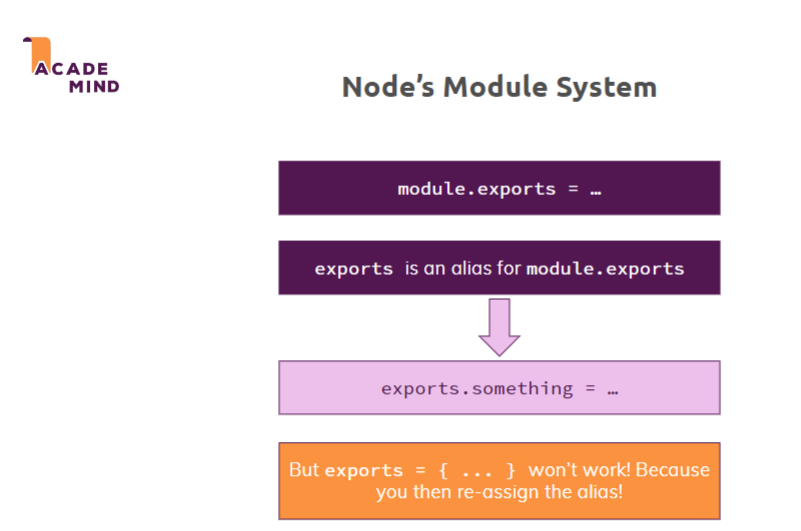 ACADE
MIND
Node’s Module System
module.exports = …
exports is an alias for module.exports
exports.something = …
But exports = { ... } won’t work! Because
you then re-assign the alias!